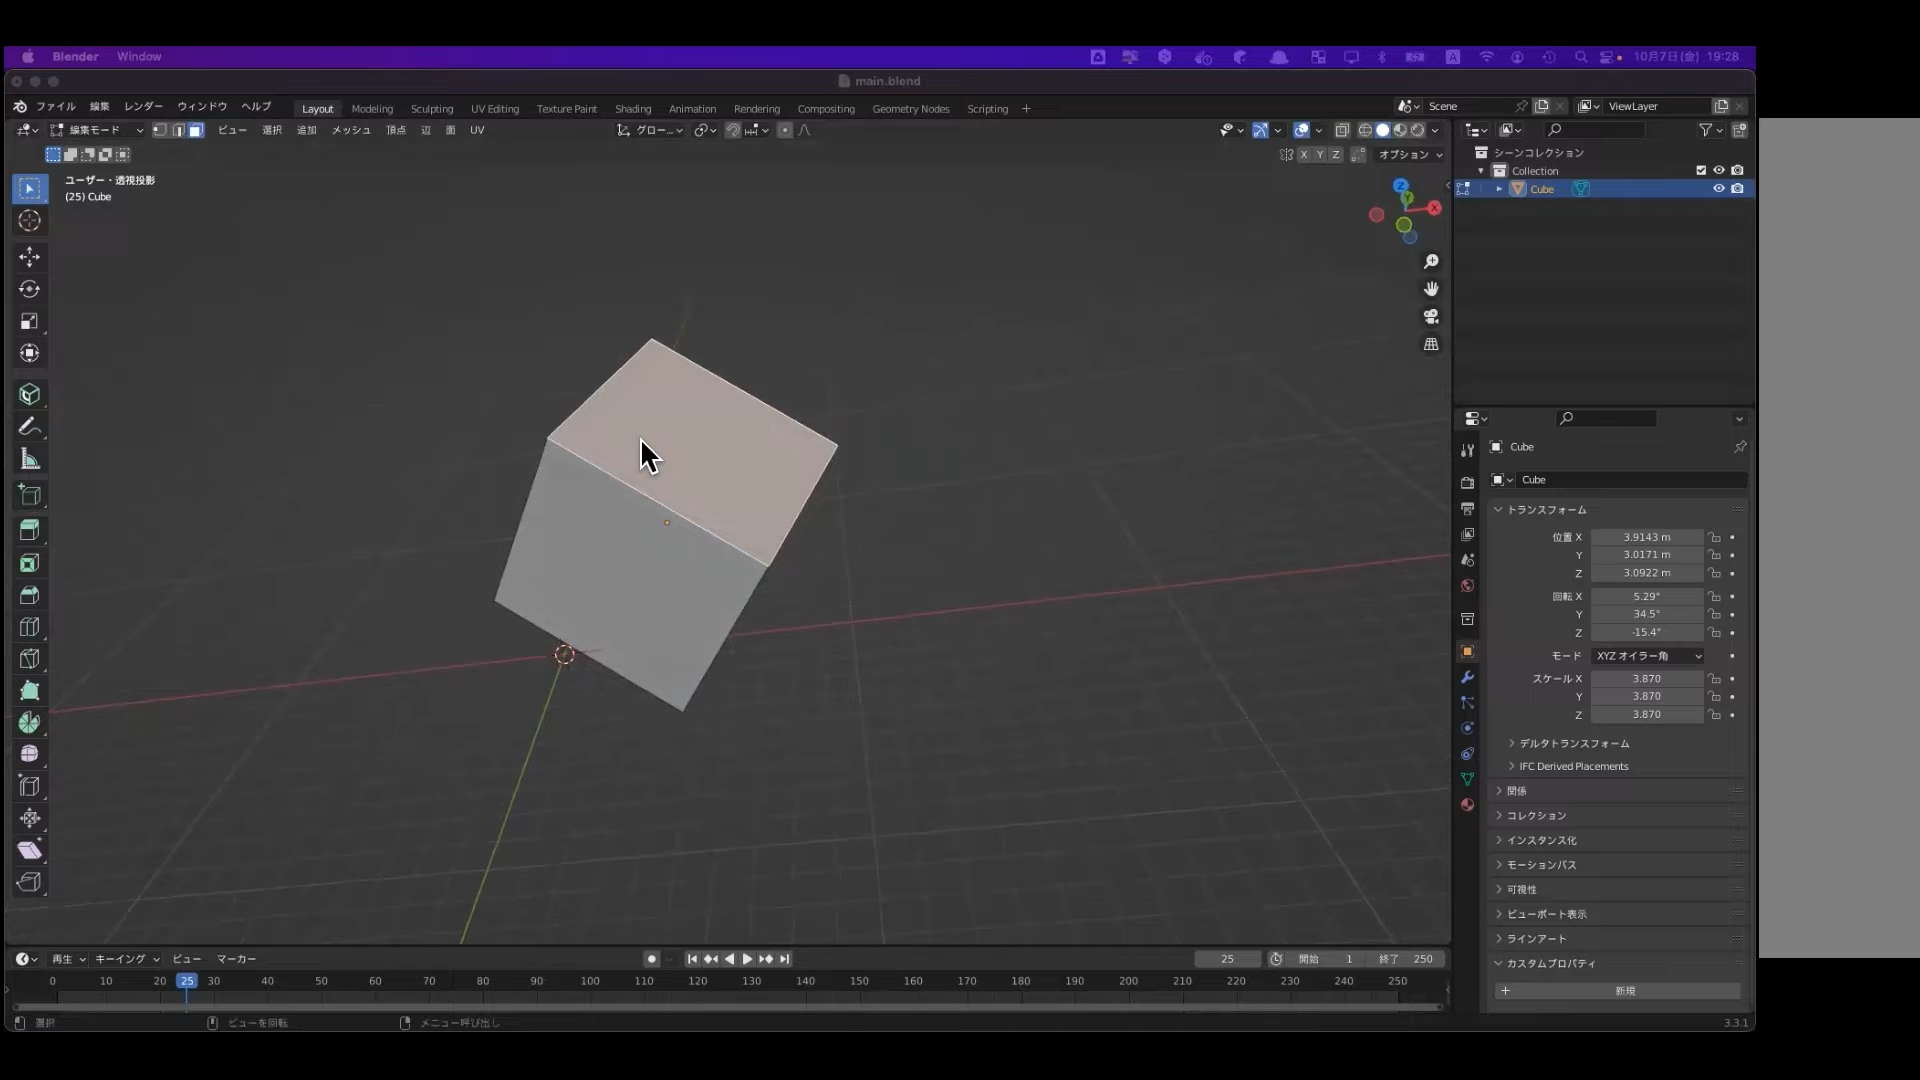 Blender Window 10月7日(金) 19:28
main.blend
ファイル 編集 レンダー ウィンドウ ヘルプ Layout Modeling Sculpting UV Editing Texture Paint Shading Animation Rendering Compositing Geometry Nodes Scripting + Scene ViewLayer
編集モード ビュー 選択 追加 メッシュ 頂点 辺 面 UV グロー...
X Y Z オプション
ユーザー・透視投影
(25) Cube
Z
Y
X
シーンコレクション
Collection
Cube
Cube
Cube
トランスフォーム
位置 X 3.9143 m
Y 3.0171 m
Z 3.0922 m
回転 X 5.29°
Y 34.5°
Z -15.4°
モード XYZ オイラー角
スケール X 3.870
Y 3.870
Z 3.870
デルタトランスフォーム
IFC Derived Placements
関係
コレクション
インスタンス化
モーションパス
可視性
ビューポート表示
ラインアート
カスタムプロパティ
+ 新規
再生 キーイング ビュー マーカー 25 開始 1 終了 250
0 10 20 25 30 40 50 60 70 80 90 100 110 120 130 140 150 160 170 180 190 200 210 220 230 240 250
選択 ビューを回転 メニュー呼び出し 3.3.1